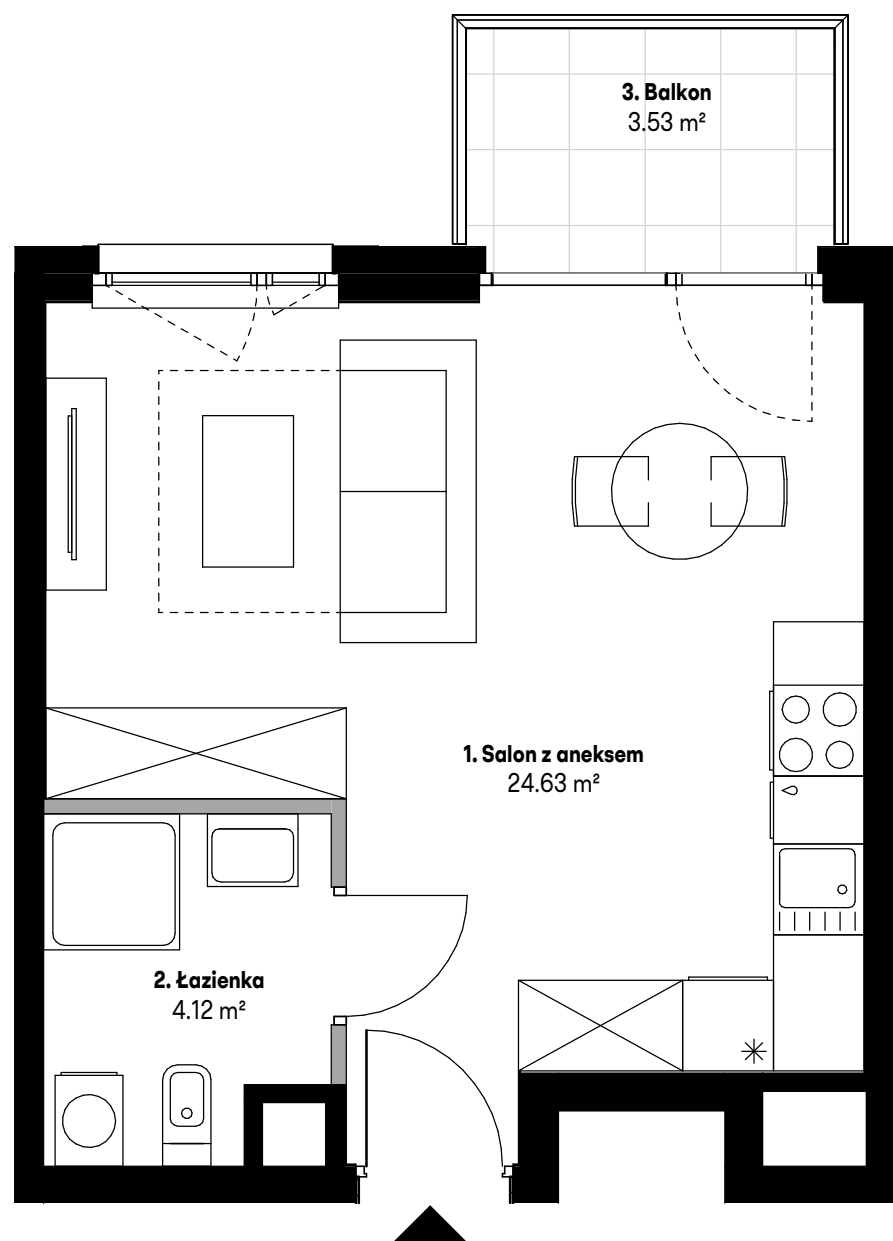 3. Balkon
3.53 m²
1. Salon z aneksem
24.63 m²
2. Łazienka
4.12 m²